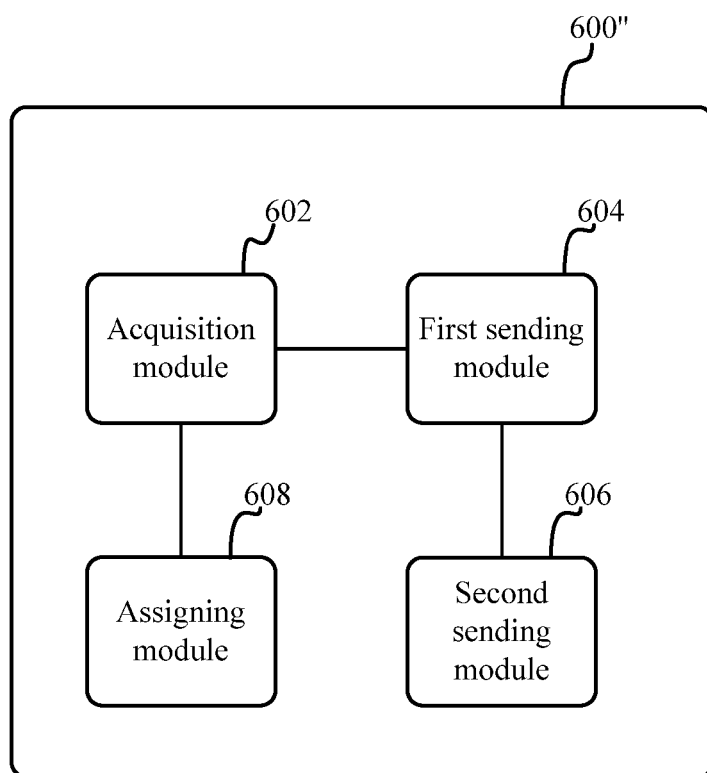 600"
602
604
Acquisition
module
First sending
module
608
606
Assigning
module
Second
sending
module